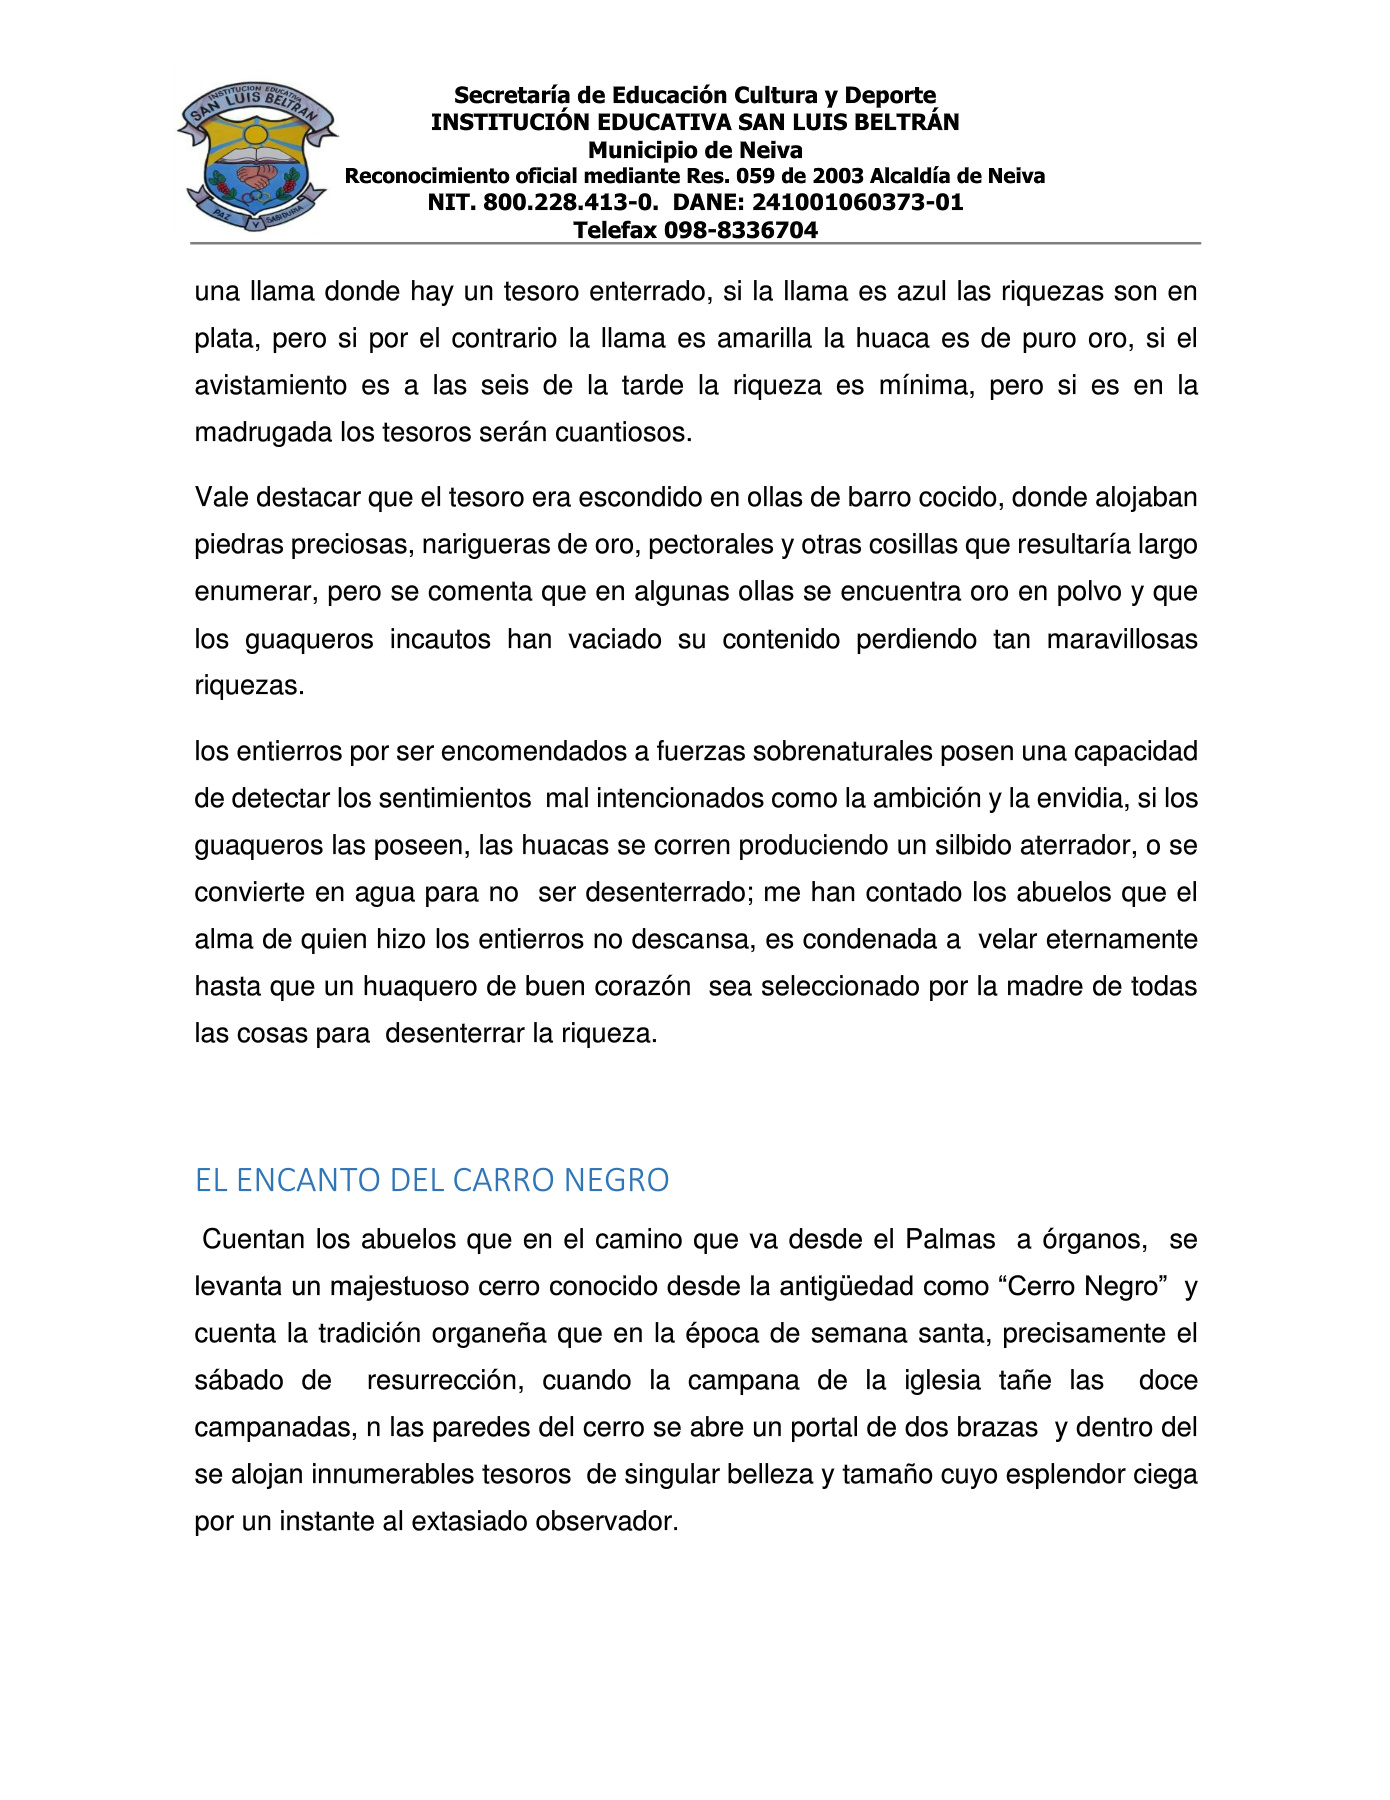 INSTITUCION EDUCATIVA
SAN LUIS BELTRAN
PAZ Y SABIDURIA
Secretaría de Educación Cultura y Deporte
INSTITUCIÓN EDUCATIVA SAN LUIS BELTRÁN
Municipio de Neiva
Reconocimiento oficial mediante Res. 059 de 2003 Alcaldía de Neiva
NIT. 800.228.413-0.  DANE: 241001060373-01
Telefax 098-8336704
una llama donde hay un tesoro enterrado, si la llama es azul las riquezas son en
plata, pero si por el contrario la llama es amarilla la huaca es de puro oro, si el
avistamiento es a las seis de la tarde la riqueza es mínima, pero si es en la
madrugada los tesoros serán cuantiosos.
Vale destacar que el tesoro era escondido en ollas de barro cocido, donde alojaban
piedras preciosas, narigueras de oro, pectorales y otras cosillas que resultaría largo
enumerar, pero se comenta que en algunas ollas se encuentra oro en polvo y que
los guaqueros incautos han vaciado su contenido perdiendo tan maravillosas
riquezas.
los entierros por ser encomendados a fuerzas sobrenaturales posen una capacidad
de detectar los sentimientos  mal intencionados como la ambición y la envidia, si los
guaqueros las poseen, las huacas se corren produciendo un silbido aterrador, o se
convierte en agua para no  ser desenterrado; me han contado los abuelos que el
alma de quien hizo los entierros no descansa, es condenada a  velar eternamente
hasta que un huaquero de buen corazón  sea seleccionado por la madre de todas
las cosas para  desenterrar la riqueza.
EL ENCANTO DEL CARRO NEGRO
Cuentan los abuelos que en el camino que va desde el Palmas  a órganos,  se
levanta un majestuoso cerro conocido desde la antigüedad como “Cerro Negro”  y
cuenta la tradición organeña que en la época de semana santa, precisamente el
sábado de  resurrección, cuando la campana de la iglesia tañe las  doce
campanadas, n las paredes del cerro se abre un portal de dos brazas  y dentro del
se alojan innumerables tesoros  de singular belleza y tamaño cuyo esplendor ciega
por un instante al extasiado observador.